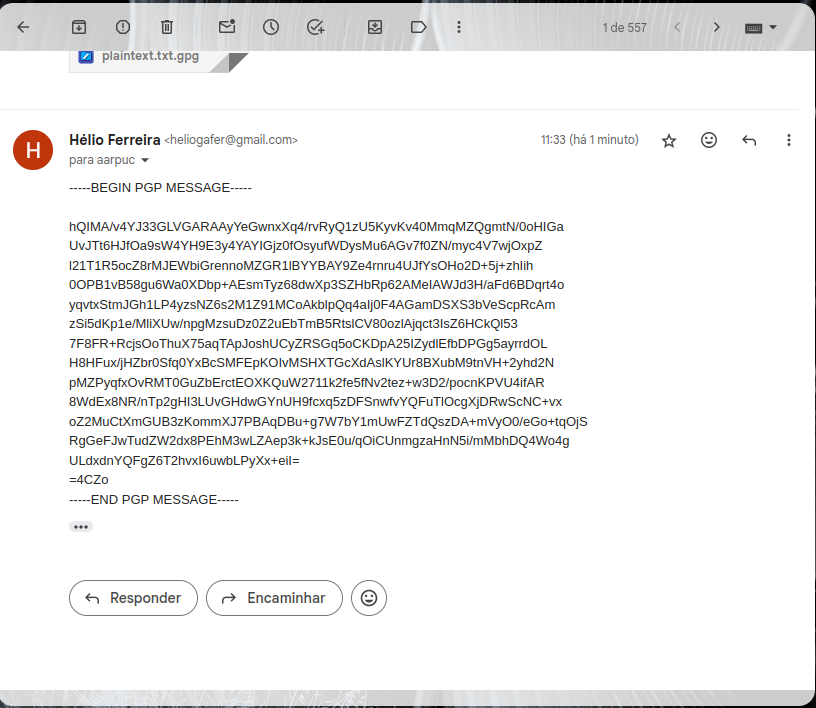 1 de 557
plaintext.txt.gpg
H
Hélio Ferreira <heliogafer@gmail.com>
11:33 (há 1 minuto)
para aarpuc
-----BEGIN PGP MESSAGE-----
hQIMA/v4YJ33GLVGARAAyYeGwnxXq4/rvRyQ1zU5KyvKv40MmqMZQgmtN/0oHIGa
UvJTt6HJfOa9sW4YH9E3y4YAYIGjz0fOsyufWDysMu6AGv7f0ZN/myc4V7wjOxpZ
l21T1R5ocZ8rMJEWbiGrennoMZGR1lBYYBAY9Ze4rnru4UJfYsOHo2D+5j+zhIih
0OPB1vB58gu6Wa0XDbp+AEsmTyz68dwXp3SZHbRp62AMeIAWJd3H/aFd6BDqrt4o
yqvtxStmJGh1LP4yzsNZ6s2M1Z91MCoAkblpQq4aIj0F4AGamDSXS3bVeScpRcAm
zSi5dKp1e/MliXUw/npgMzsuDz0Z2uEbTmB5RtslCV80ozlAjqct3IsZ6HCkQl53
7F8FR+RcjsOoThuX75aqTApJoshUCyZRSGq5oCKDpA25IZydlEfbDPGg5ayrrdOL
H8HFux/jHZbr0Sfq0YxBcSMFEpKOIvMSHXTGcXdAslKYUr8BXubM9tnVH+2yhd2N
pMZPyqfxOvRMT0GuZbErctEOXKQuW2711k2fe5fNv2tez+w3D2/pocnKPVU4ifAR
8WdEx8NR/nTp2gHI3LUvGHdwGYnUH9fcxq5zDFSnwfvYQFuTlOcgXjDRwScNC+vx
oZ2MuCtXmGUB3zKommXJ7PBAqDBu+g7W7bY1mUwFZTdQszDA+mVyO0/eGo+tqOjS
RgGeFJwTudZW2dx8PEhM3wLZAep3k+kJsE0u/qOiCUnmgzaHnN5i/mMbhDQ4Wo4g
ULdxdnYQFgZ6T2hvxI6uwbLPyXx+eiI=
=4CZo
-----END PGP MESSAGE-----
Responder
Encaminhar